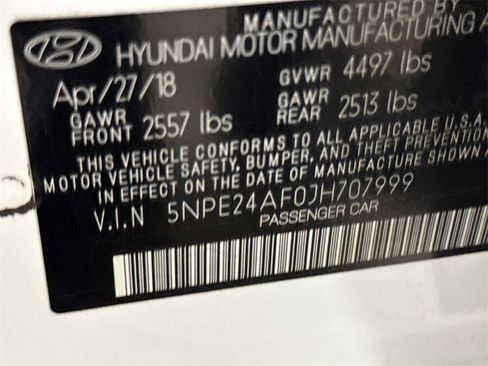 MANUFACTURED BY
HYUNDAI MOTOR MANUFACTURING A
Apr/27/18 GVWR 4497 lbs
GAWR FRONT 2557 lbs GAWR REAR 2513 lbs
THIS VEHICLE CONFORMS TO ALL APPLICABLE U.S.A.
MOTOR VEHICLE SAFETY, BUMPER, AND THEFT PREVENTION
IN EFFECT ON THE DATE OF MANUFACTURE SHOWN
V.I.N 5NPE24AF0JH707999
PASSENGER CAR